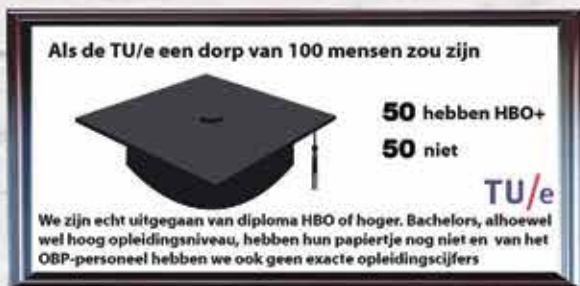 Als de TU/e een dorp van 100 mensen zou zijn
50 hebben HBO+
50 niet
TU/e
We zijn echt uitgegaan van diploma HBO of hoger. Bachelors, alhoewel
wel hoog opleidingsniveau, hebben hun papiertje nog niet en van het
OBP-personeel hebben we ook geen exacte opleidingscijfers